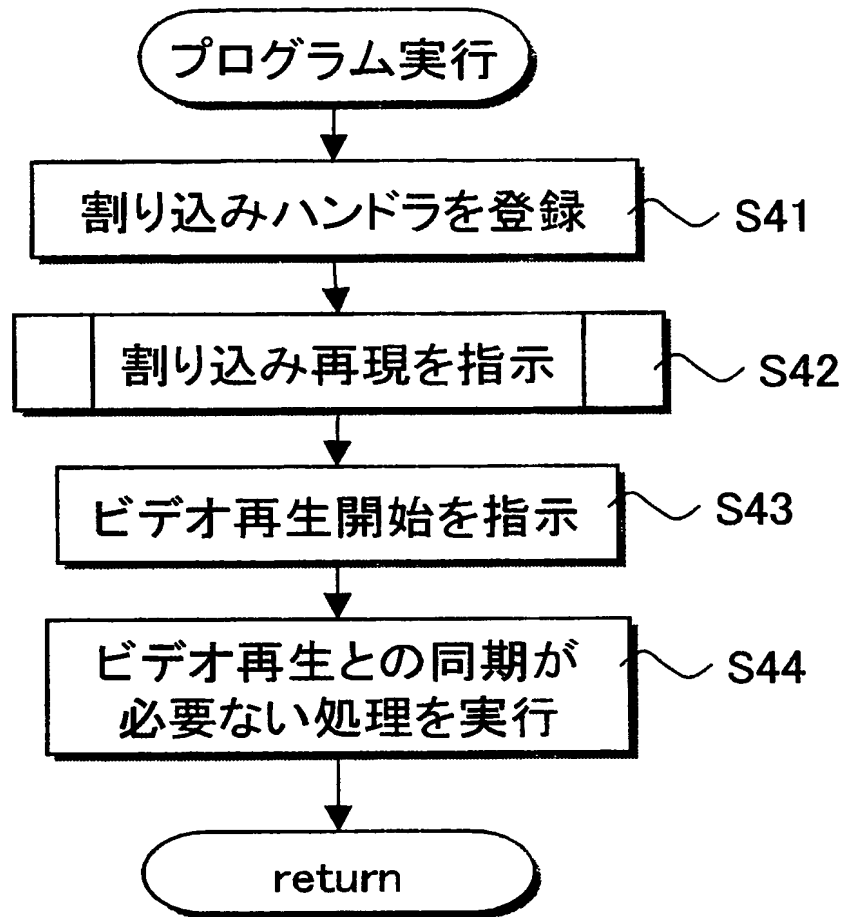 プログラム実行
割り込みハンドラを登録
S41
割り込み再現を指示
S42
ビデオ再生開始を指示
S43
ビデオ再生との同期が
必要ない処理を実行
S44
return